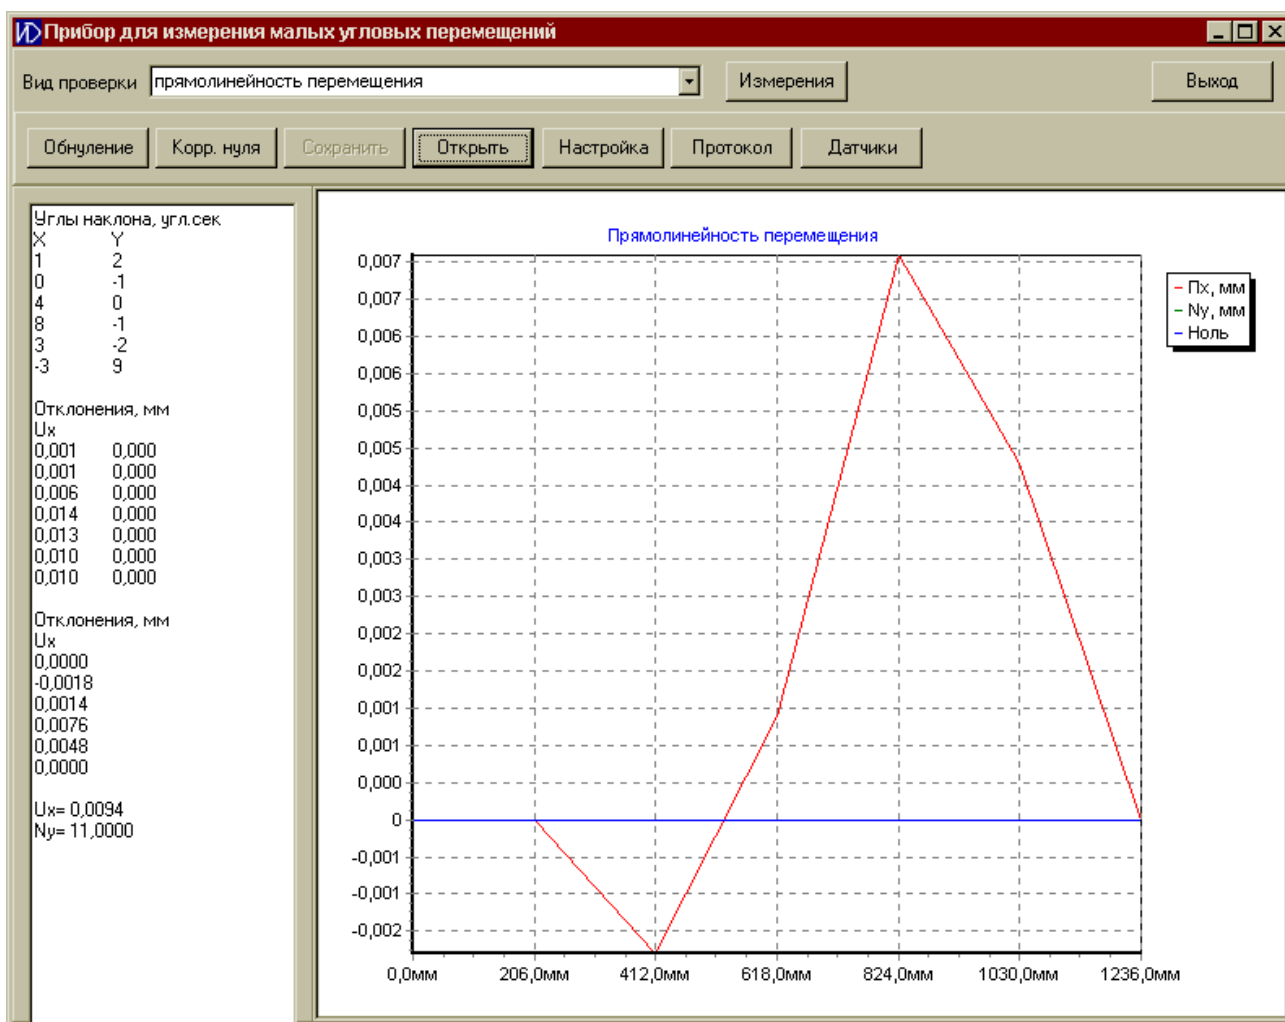 Прибор для измерения малых угловых перемещений
Вид проверки прямолинейность перемещения Измерения Выход
Обнуление Корр. нуля Сохранить Открыть Настройка Протокол Датчики
Углы наклона, угл.сек
X Y
1 2
0 -1
4 0
8 -1
3 -2
-3 9
Отклонения, мм
Ux
0,001 0,000
0,001 0,000
0,006 0,000
0,014 0,000
0,013 0,000
0,010 0,000
0,010 0,000
Отклонения, мм
Ux
0,0000
-0,0018
0,0014
0,0076
0,0048
0,0000
Ux= 0,0094
Ny= 11,0000
Прямолинейность перемещения
0,007
0,007
0,006
0,006
0,005
0,005
0,004
0,004
0,003
0,003
0,002
0,002
0,001
0,001
0,000
0
-0,001
-0,001
-0,002
0,0мм 206,0мм 412,0мм 618,0мм 824,0мм 1030,0мм 1236,0мм
Пx, мм
Ny, мм
Ноль